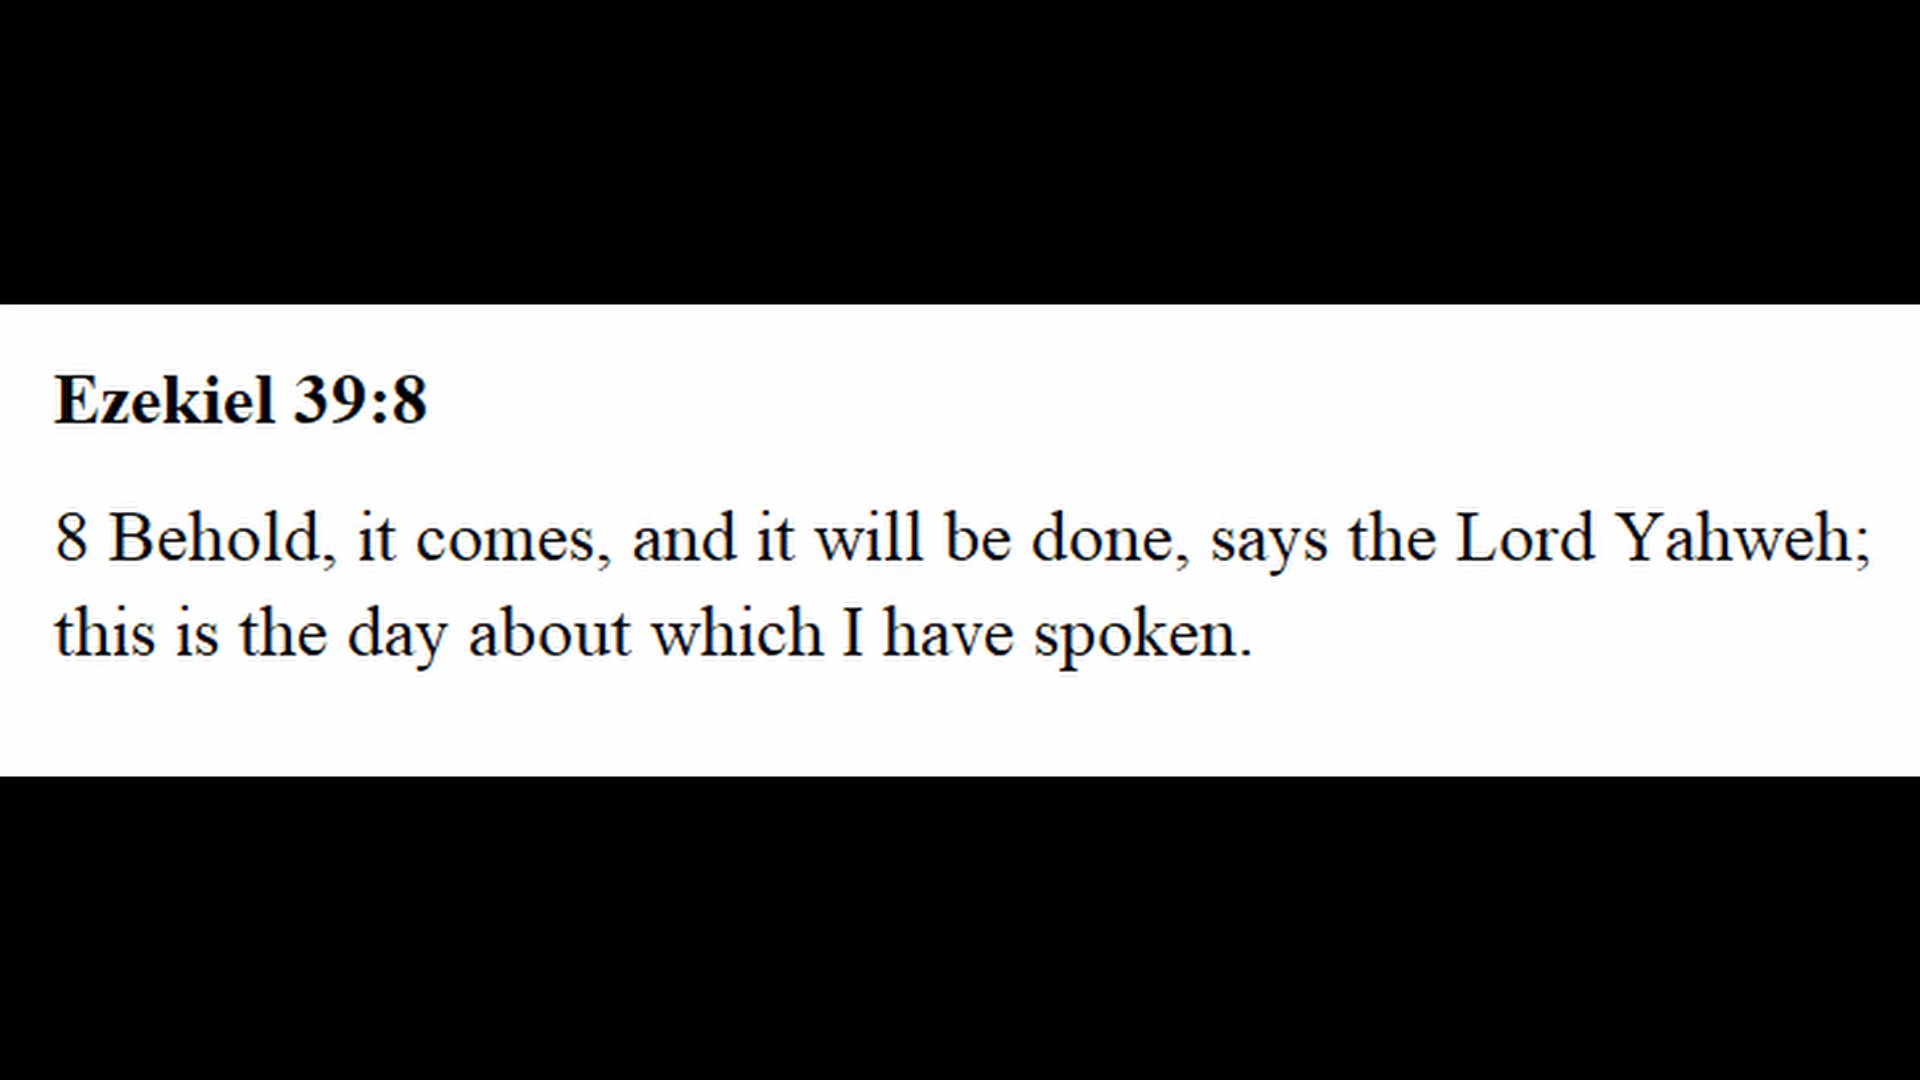 Ezekiel 39:8
8 Behold, it comes, and it will be done, says the Lord Yahweh;
this is the day about which I have spoken.